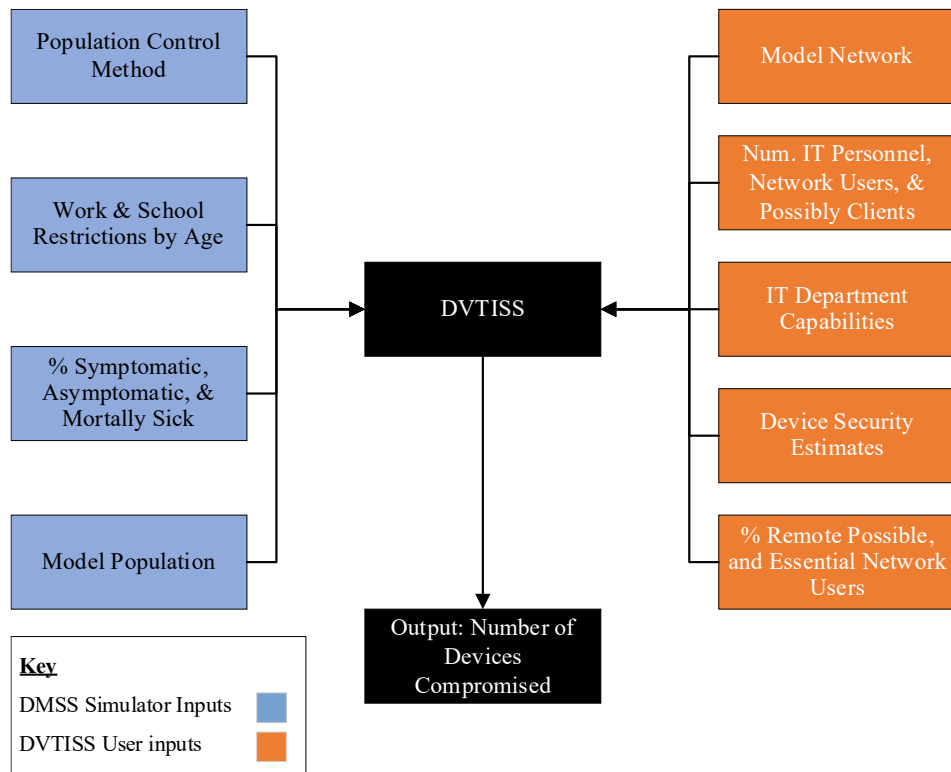 Population Control
Method
Work & School
Restrictions by Age
% Symptomatic,
Asymptomatic, &
Mortally Sick
Model Population
DVTISS
Output: Number of
Devices
Compromised
Model Network
Num. IT Personnel,
Network Users, &
Possibly Clients
IT Department
Capabilities
Device Security
Estimates
% Remote Possible,
and Essential Network
Users
Key
DMSS Simulator Inputs
DVTISS User inputs